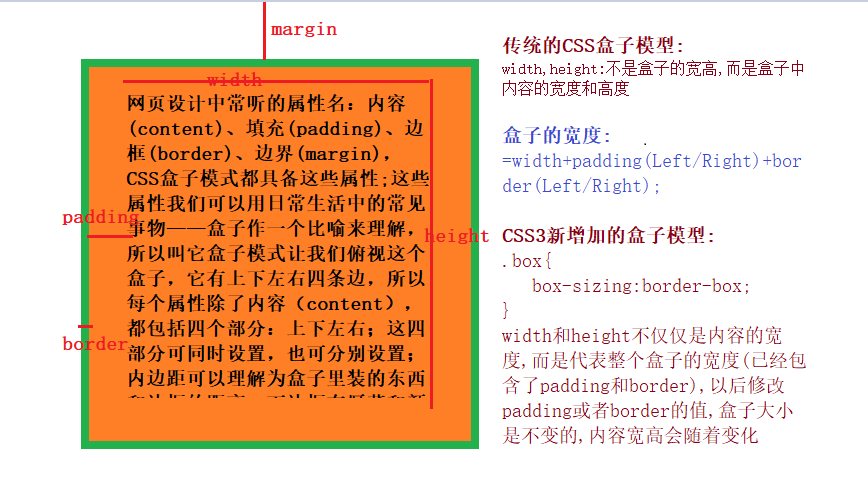 margin
width
网页设计中常听的属性名：内容
(content)、填充(padding)、边
框(border)、边界(margin)，
CSS盒子模式都具备这些属性;这些
属性我们可以用日常生活中的常见
事物——盒子作一个比喻来理解，
所以叫它盒子模式让我们俯视这个
盒子，它有上下左右四条边，所以
每个属性除了内容（content），
都包括四个部分：上下左右；这四
部分可同时设置，也可分别设置；
内边距可以理解为盒子里装的东西
padding
height
border
传统的CSS盒子模型:
width,height:不是盒子的宽高,而是盒子中
内容的宽度和高度
盒子的宽度:
=width+padding(Left/Right)+bor
der(Left/Right);
CSS3新增加的盒子模型:
.box{
box-sizing:border-box;
}
width和height不仅仅是内容的宽
度,而是代表整个盒子的宽度(已经包
含了padding和border),以后修改
padding或者border的值,盒子大小
是不变的,内容宽高会随着变化